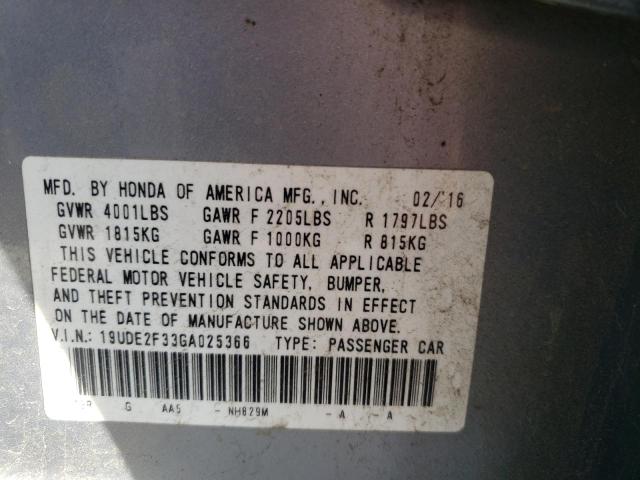 MFD. BY HONDA OF AMERICA MFG., INC. 02/'16
GVWR 4001LBS GAWR F 2205LBS R 1797LBS
GVWR 1815KG GAWR F 1000KG R 815KG
THIS VEHICLE CONFORMS TO ALL APPLICABLE
FEDERAL MOTOR VEHICLE SAFETY, BUMPER,
AND THEFT PREVENTION STANDARDS IN EFFECT
ON THE DATE OF MANUFACTURE SHOWN ABOVE.
V.I.N.: 19UDE2F33GA025366 TYPE: PASSENGER CAR
G AA5 - NH829M - A - A